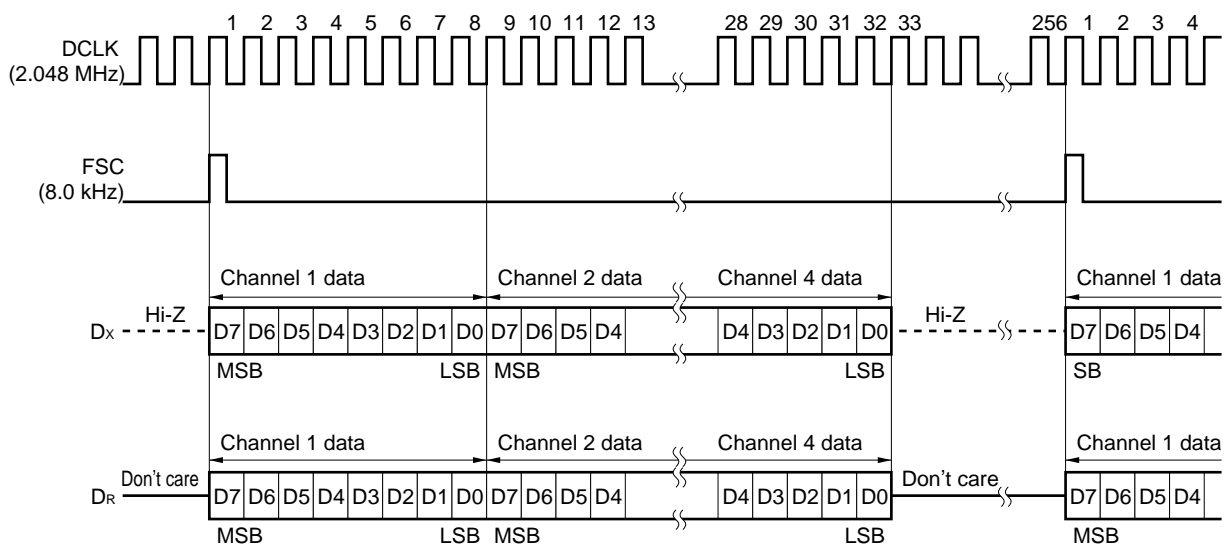 1 2 3 4 5 6 7 8 9 10 11 12 13 28 29 30 31 32 33 256 1 2 3 4
DCLK
(2.048 MHz)
FSC
(8.0 kHz)
Channel 1 data Channel 2 data Channel 4 data Channel 1 data
DX Hi-Z D7 D6 D5 D4 D3 D2 D1 D0 D7 D6 D5 D4 D4 D3 D2 D1 D0 Hi-Z D7 D6 D5 D4
MSB LSB MSB LSB SB
Channel 1 data Channel 2 data Channel 4 data Channel 1 data
DR Don't care D7 D6 D5 D4 D3 D2 D1 D0 D7 D6 D5 D4 D4 D3 D2 D1 D0 Don't care D7 D6 D5 D4
MSB LSB MSB LSB MSB